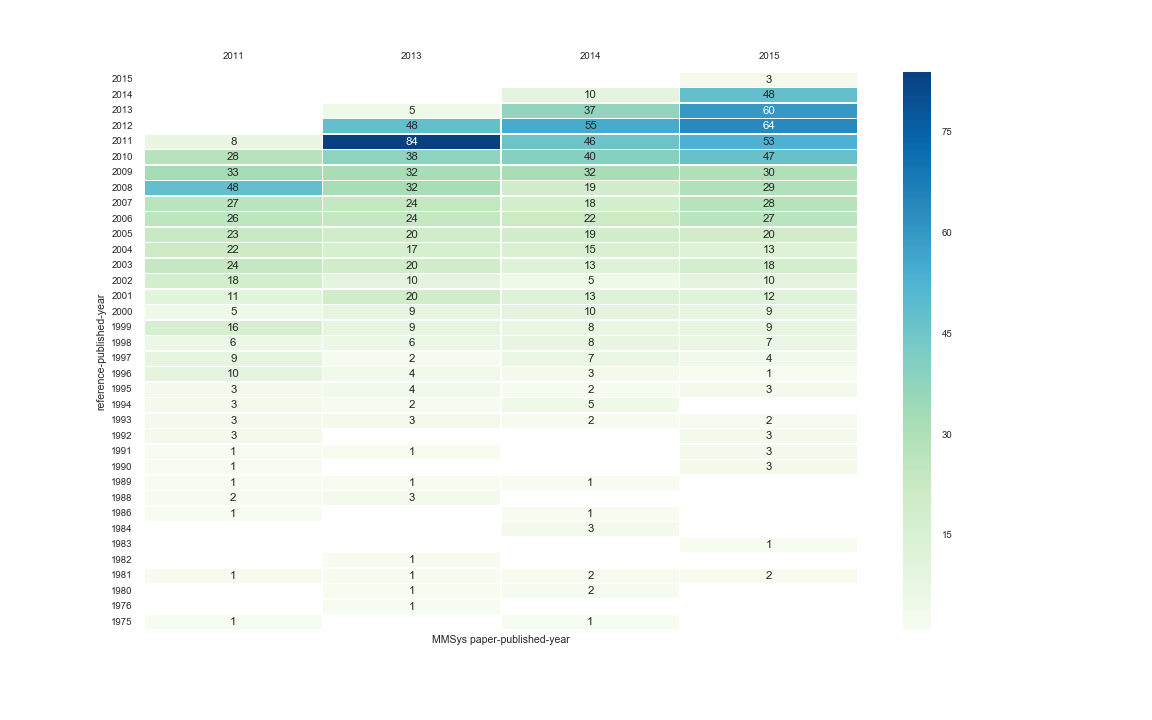 2011 2013 2014 2015
2015 3
2014 10 48
2013 5 37 60
2012 48 55 64
2011 8 84 46 53
2010 28 38 40 47
2009 33 32 32 30
2008 48 32 19 29
2007 27 24 18 28
2006 26 24 22 27
2005 23 20 19 20
2004 22 17 15 13
2003 24 20 13 18
2002 18 10 5 10
2001 11 20 13 12
2000 5 9 10 9
1999 16 9 8 9
1998 6 6 8 7
1997 9 2 7 4
1996 10 4 3 1
1995 3 4 2 3
1994 3 2 5
1993 3 3 2 2
1992 3 3
1991 1 1 3
1990 1 3
1989 1 1 1
1988 2 3
1986 1 1
1984 3
1983 1
1982 1
1981 1 1 2 2
1980 1 2
1976 1
1975 1 1
reference-published-year
MMSys paper-published-year
75
60
45
30
15